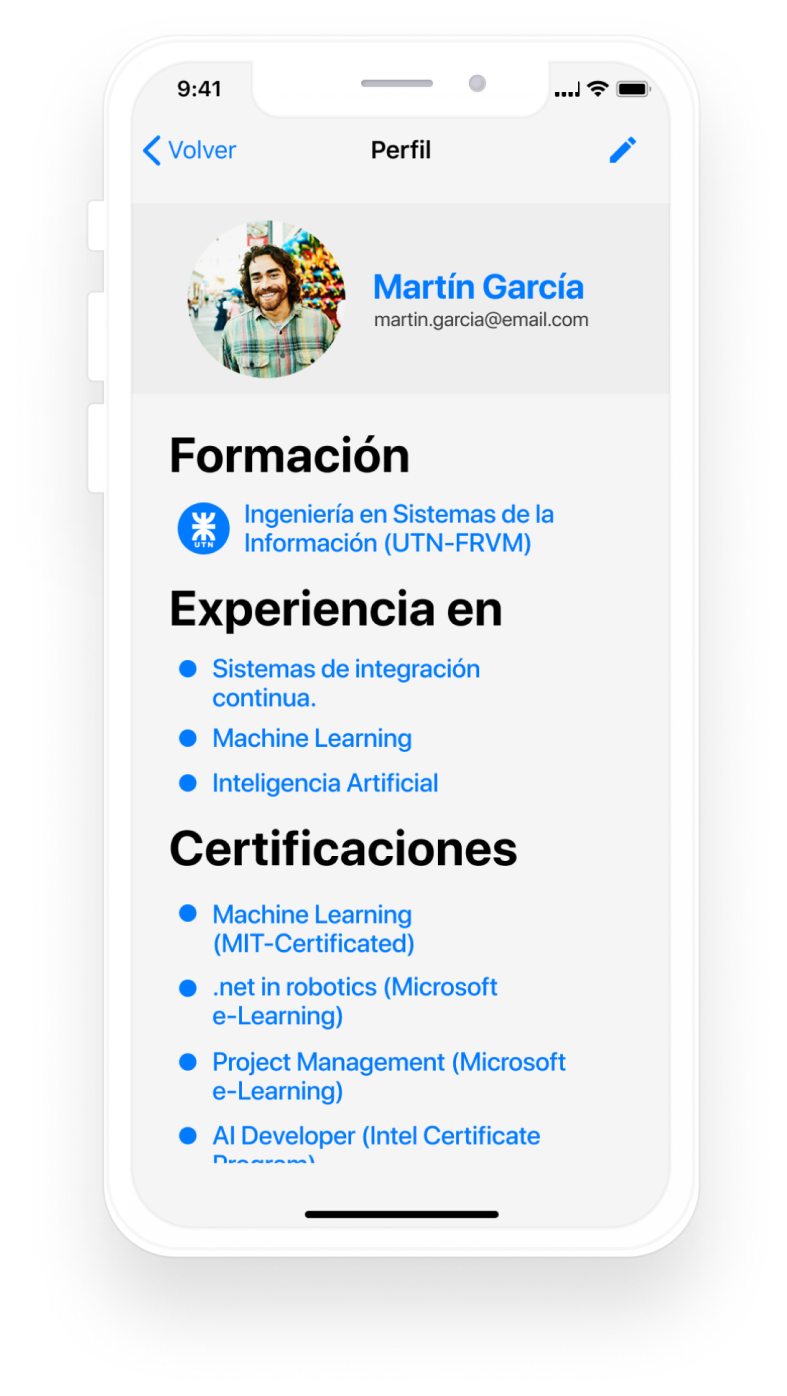 9:41
Volver
Perfil
Martín García
martin.garcia@email.com
Formación
UTN
Ingeniería en Sistemas de la
Información (UTN-FRVM)
Experiencia en
Sistemas de integración
continua.
Machine Learning
Inteligencia Artificial
Certificaciones
Machine Learning
(MIT-Certificated)
.net in robotics (Microsoft
e-Learning)
Project Management (Microsoft
e-Learning)
AI Developer (Intel Certificate
Program)